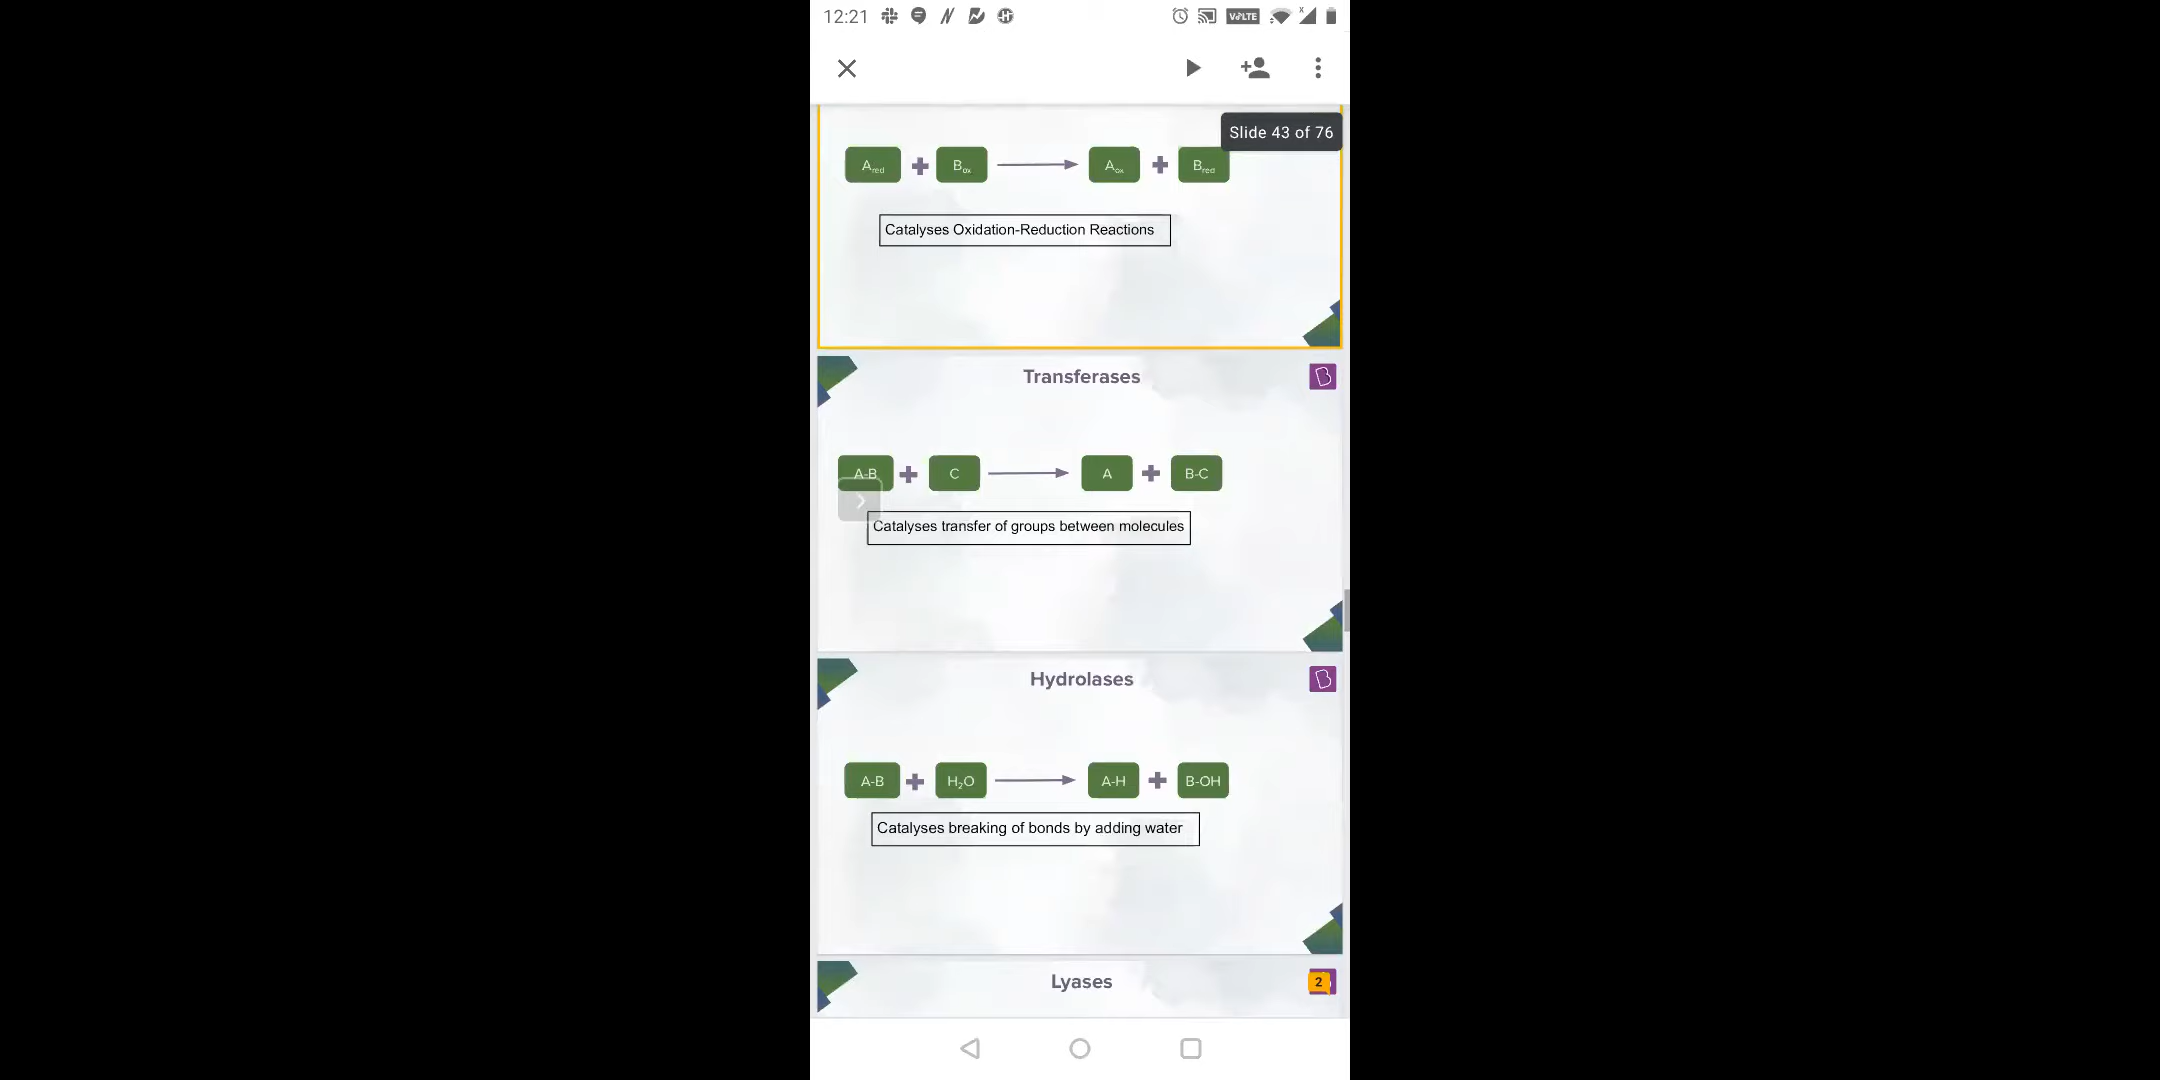 12:21 VoLTE x
Slide 43 of 76
Ared + Box Aox + Bred
Catalyses Oxidation-Reduction Reactions
Transferases B
A-B + C A + B-C
Catalyses transfer of groups between molecules
Hydrolases B
A-B + H₂O A-H + B-OH
Catalyses breaking of bonds by adding water
Lyases 2